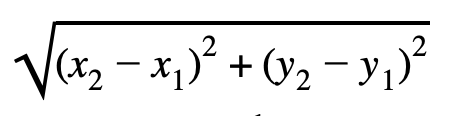 √((x₂ − x₁)² + (y₂ − y₁)²)